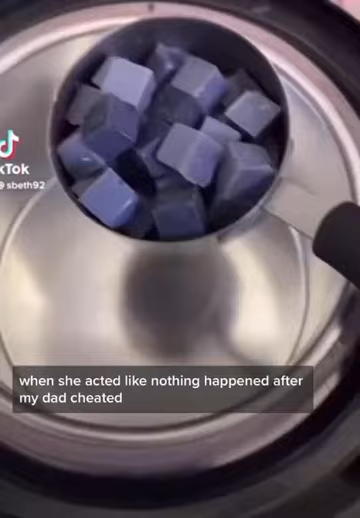 kTok
@ sbeth92
when she acted like nothing happened after
my dad cheated